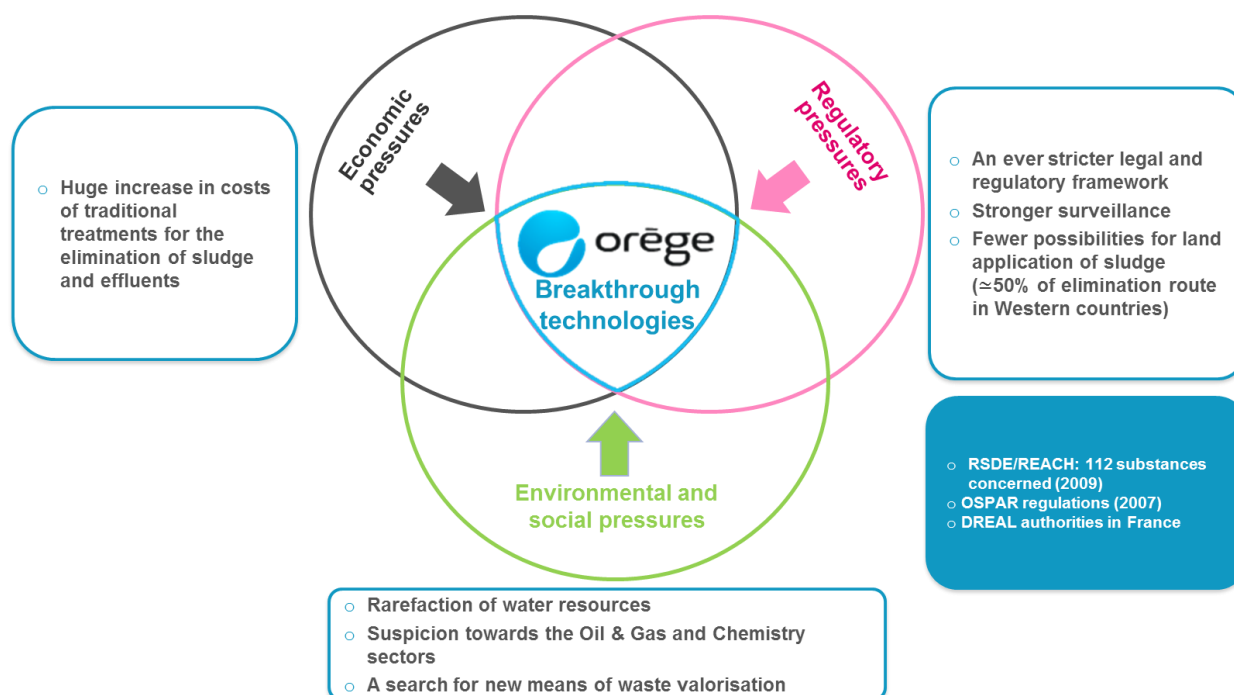 Economic
pressures
Regulatory
pressures
o Huge increase in costs
of traditional
treatments for the
elimination of sludge
and effluents
orège
Breakthrough
technologies
o An ever stricter legal and
regulatory framework
o Stronger surveillance
o Fewer possibilities for land
application of sludge
(≃50% of elimination route
in Western countries)
o RSDE/REACH: 112 substances
concerned (2009)
o OSPAR regulations (2007)
o DREAL authorities in France
Environmental and
social pressures
o Rarefaction of water resources
o Suspicion towards the Oil & Gas and Chemistry
sectors
o A search for new means of waste valorisation